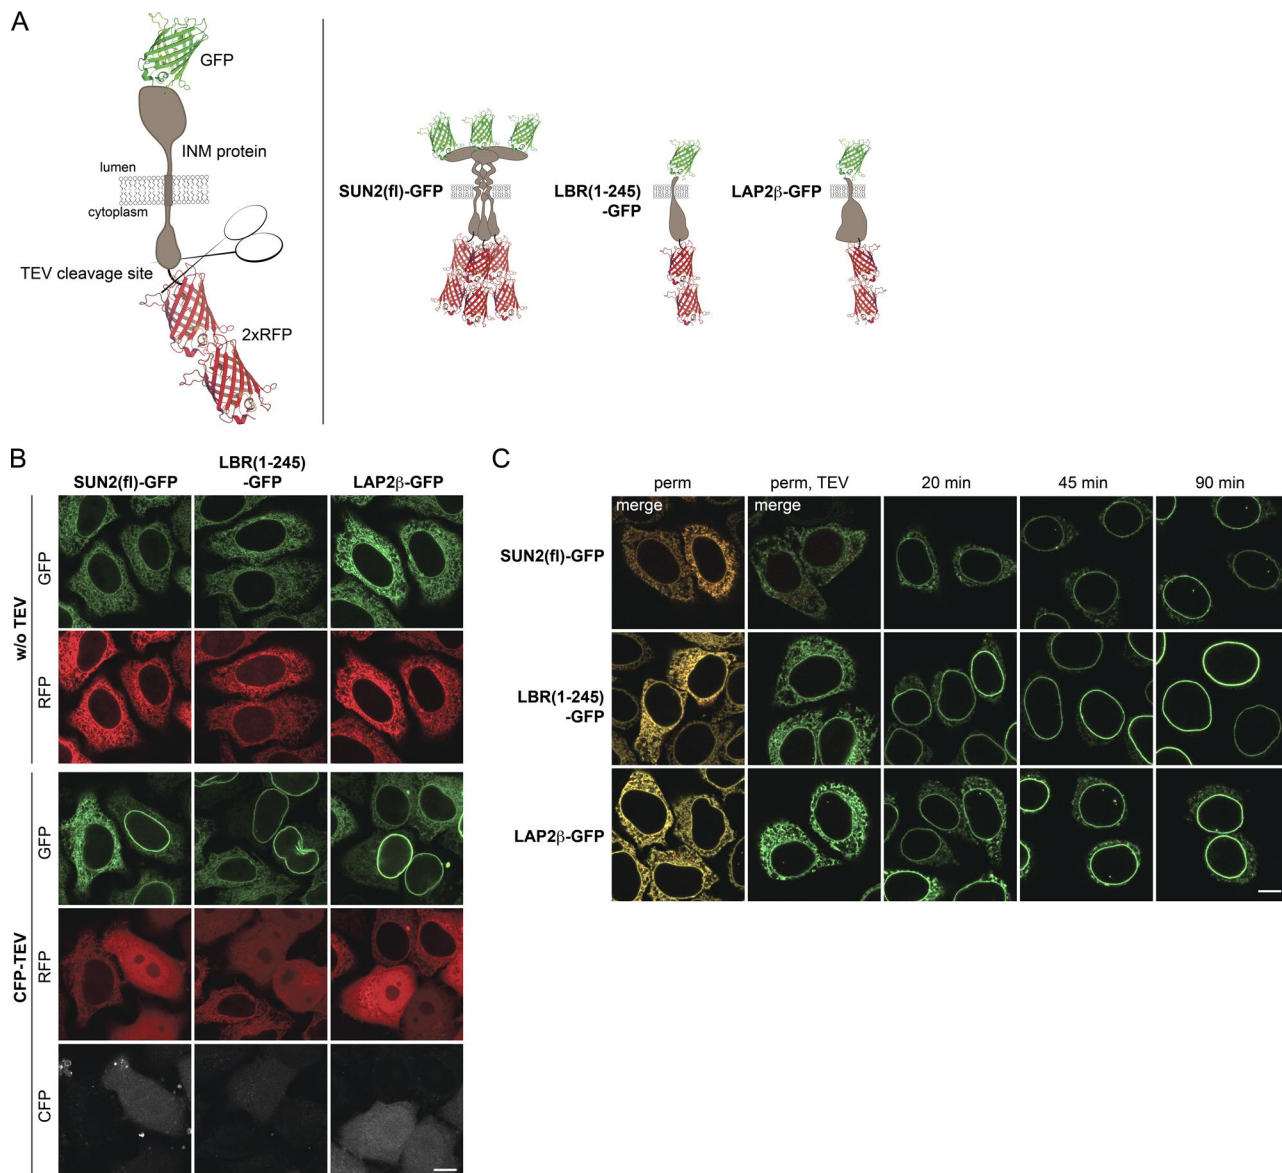 A
GFP
INM protein
lumen
cytoplasm
TEV cleavage site
2xRFP
SUN2(fl)-GFP
LBR(1-245)
-GFP
LAP2β-GFP
B
SUN2(fl)-GFP
LBR(1-245)
-GFP
LAP2β-GFP
w/o TEV
GFP
RFP
CFP-TEV
GFP
RFP
CFP
C
perm
perm, TEV
20 min
45 min
90 min
merge
merge
SUN2(fl)-GFP
LBR(1-245)
-GFP
LAP2β-GFP